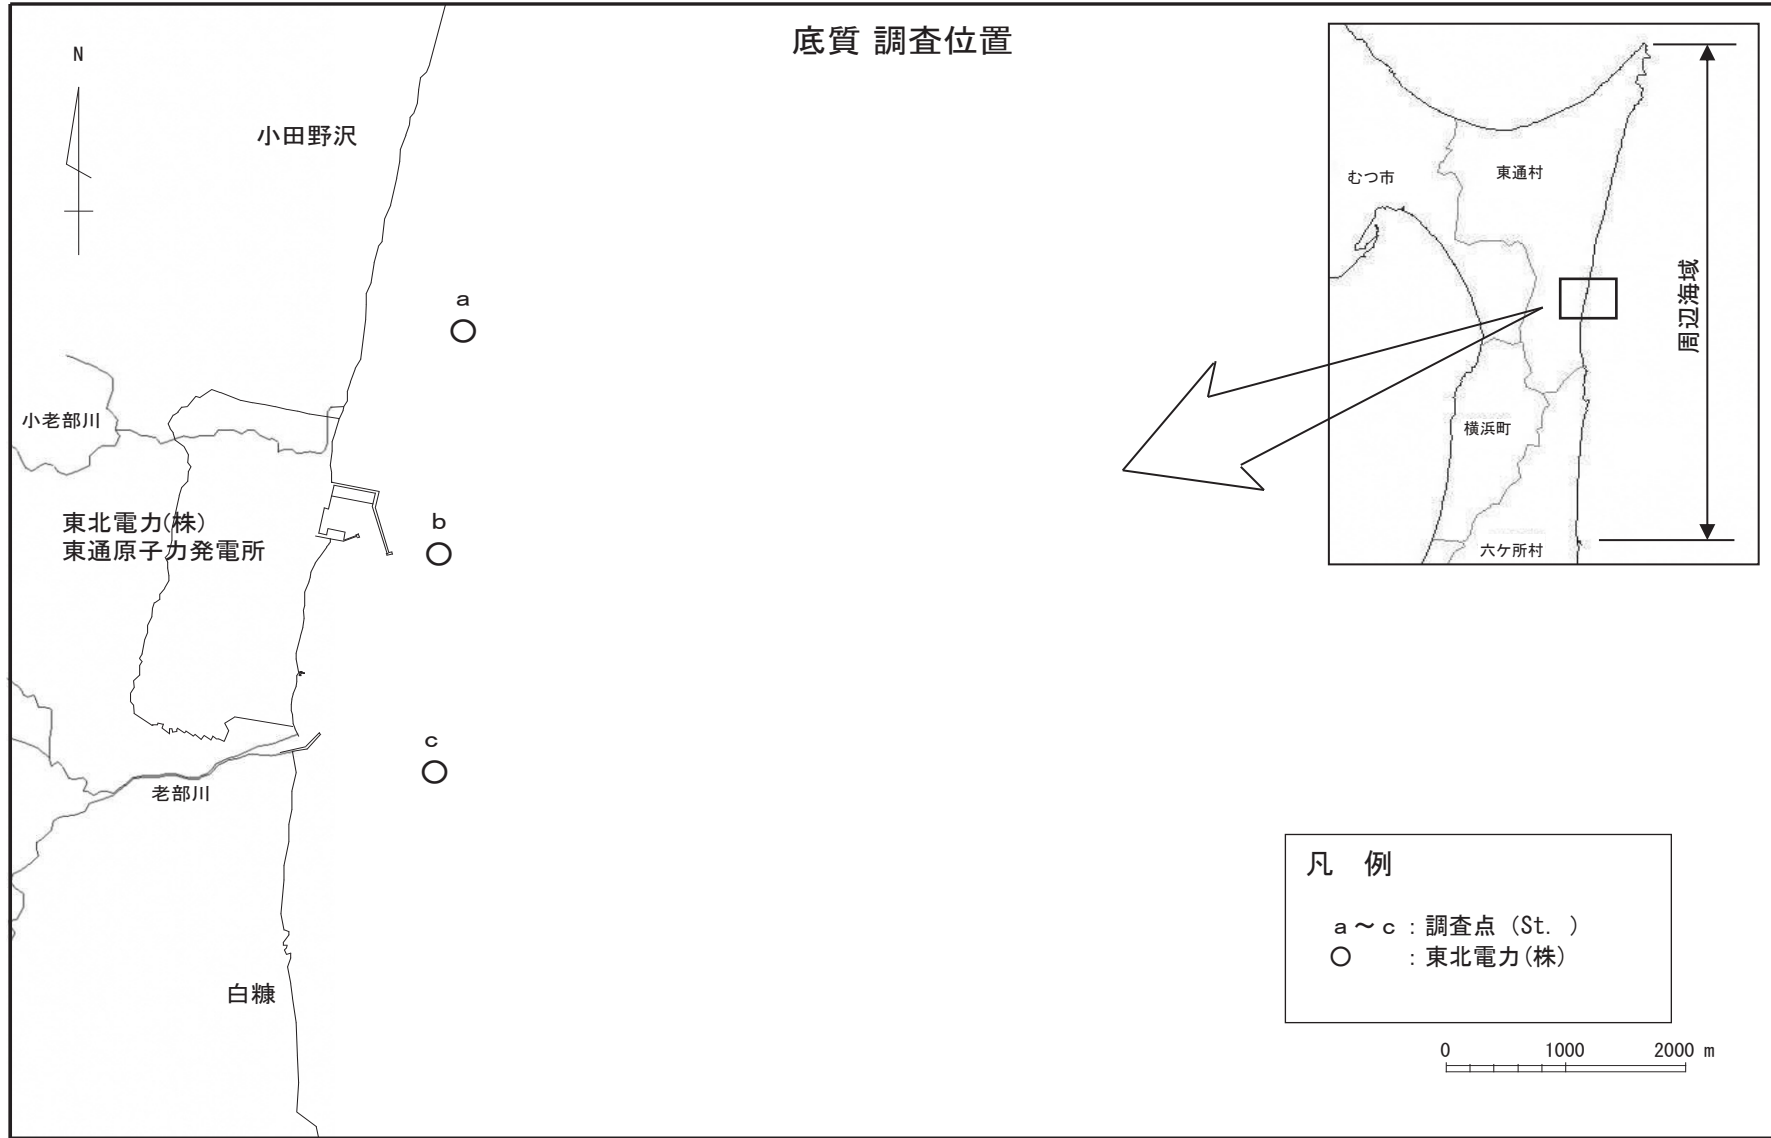 底質 調査位置
N
小田野沢
a
小老部川
東北電力(株)
東通原子力発電所
b
c
老部川
白糠
むつ市
東通村
横浜町
六ケ所村
周辺海域
凡 例
a~c:調査点 (St. )
○ :東北電力(株)
0 1000 2000 m